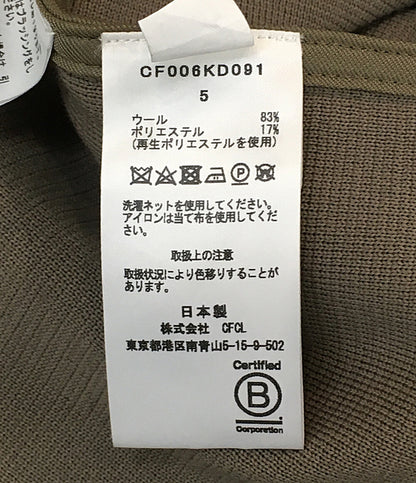 CF006KD091
5
ウール 83%
ポリエステル 17%
(再生ポリエステルを使用)
P W
洗濯ネットを使用してください。
アイロンは当て布を使用してくだ
さい。
取扱上の注意
取扱状況により色移りすることが
あります。
日本製
株式会社 CFCL
東京都港区南青山5-15-9-502
Certified
B
Corporation